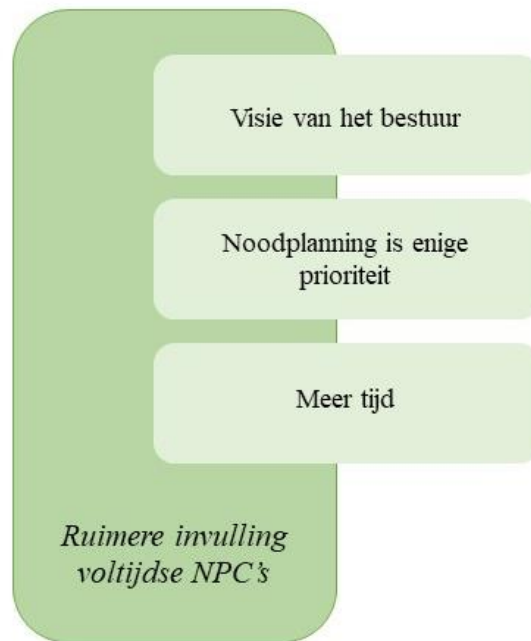 Visie van het bestuur
Noodplanning is enige
prioriteit
Meer tijd
Ruimere invulling
voltijdse NPC’s